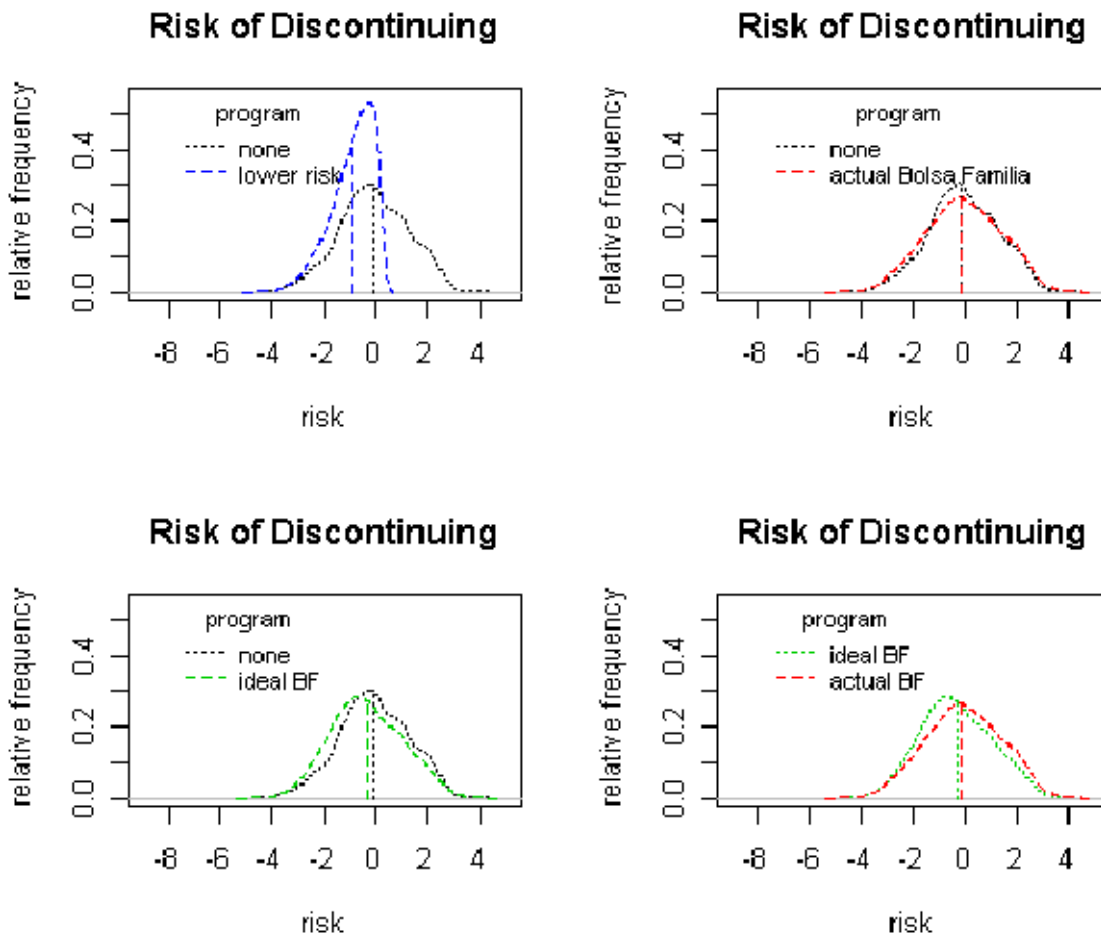 Risk of Discontinuing
relative frequency
0.0 0.2 0.4
program
none
lower risk
-8 -6 -4 -2 0 2 4
risk
Risk of Discontinuing
relative frequency
0.0 0.2 0.4
program
none
actual Bolsa Familia
-8 -6 -4 -2 0 2 4
risk
Risk of Discontinuing
relative frequency
0.0 0.2 0.4
program
none
ideal BF
-8 -6 -4 -2 0 2 4
risk
Risk of Discontinuing
relative frequency
0.0 0.2 0.4
program
ideal BF
actual BF
-8 -6 -4 -2 0 2 4
risk